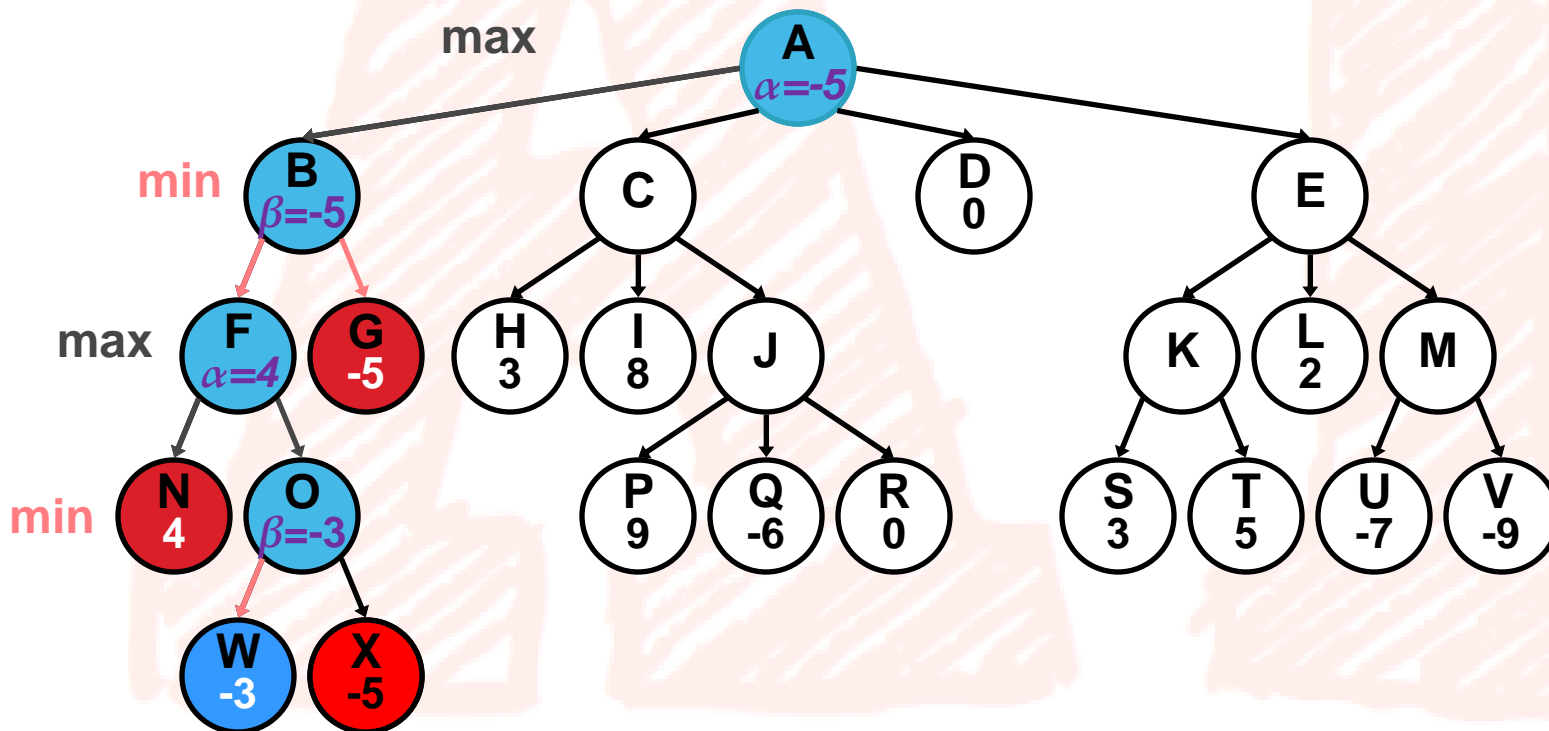 max
A
α=-5
min
B
β=-5
C
D
0
E
max
F
α=4
G
-5
H
3
I
8
J
K
L
2
M
min
N
4
O
β=-3
P
9
Q
-6
R
0
S
3
T
5
U
-7
V
-9
W
-3
X
-5